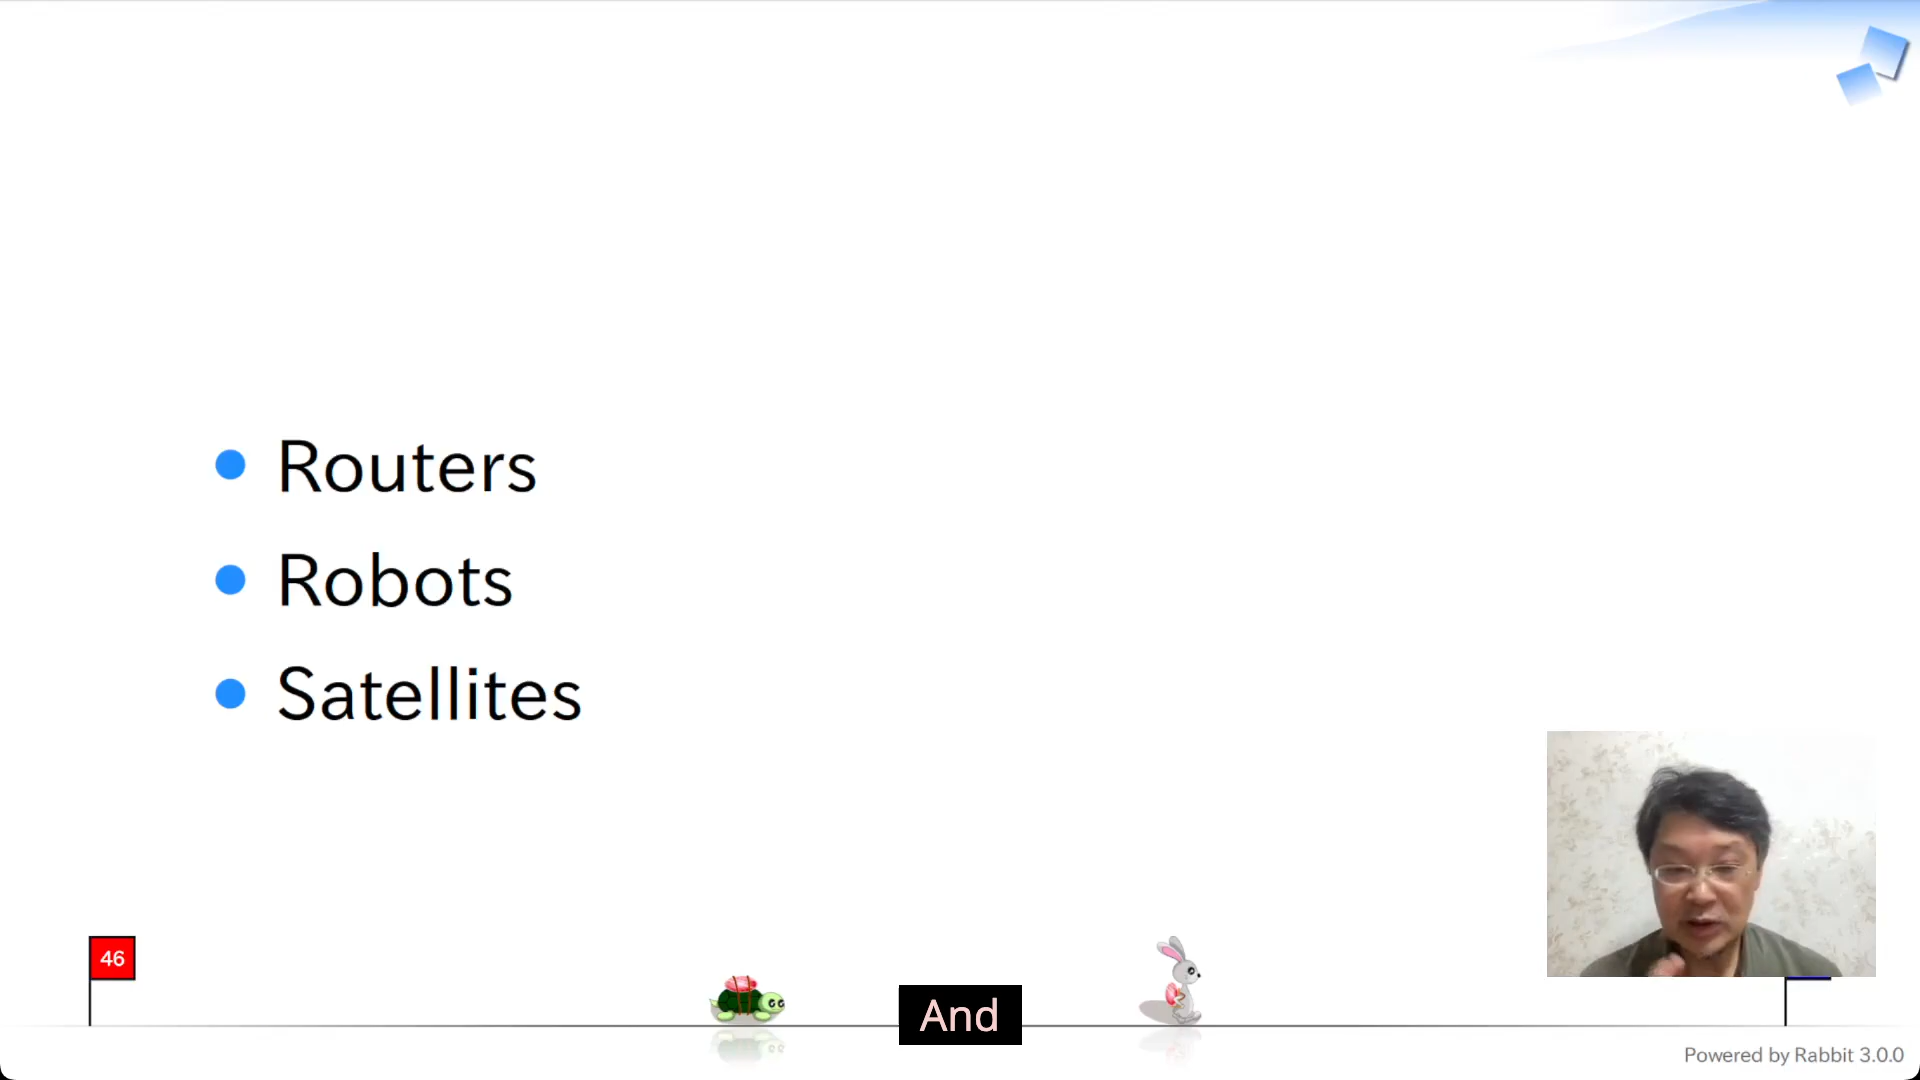 Routers
Robots
Satellites
46
And
Powered by Rabbit 3.0.0